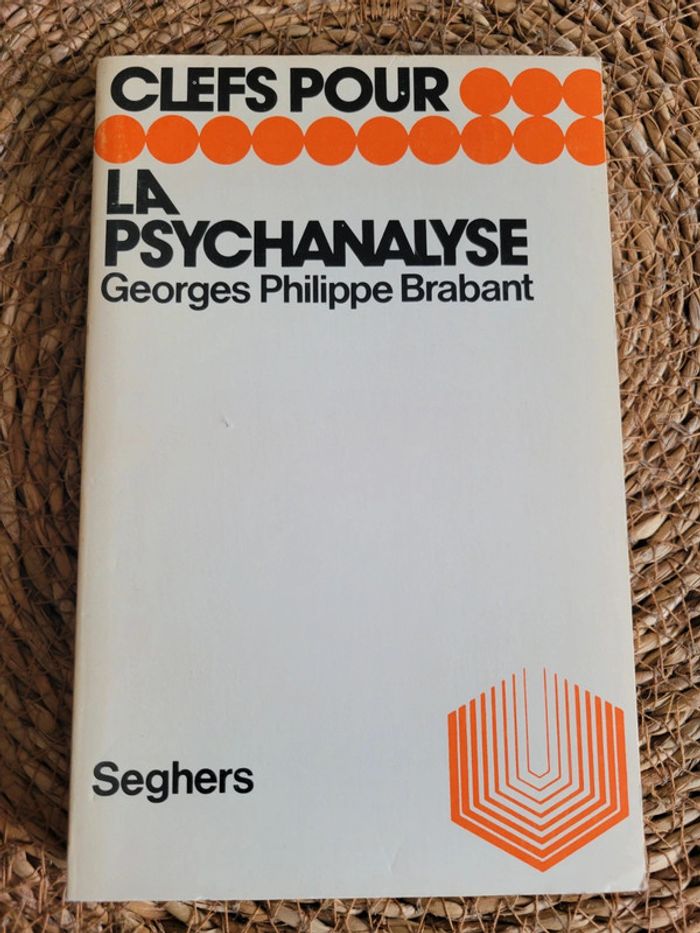 CLEFS POUR
LA
PSYCHANALYSE
Georges Philippe Brabant
Seghers